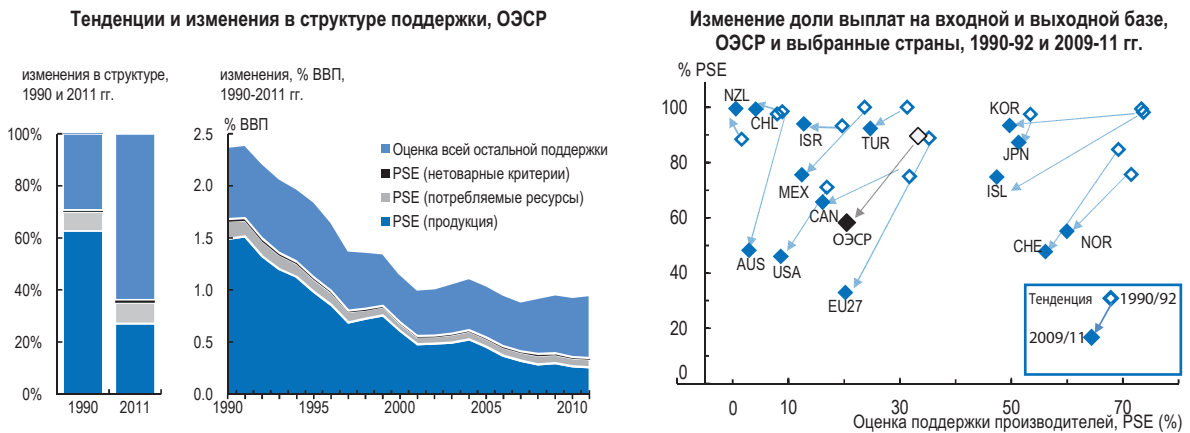 Тенденции и изменения в структуре поддержки, ОЭСР
изменения в структуре,
1990 и 2011 гг.
100%
80%
60%
40%
20%
0%
1990
2011
изменения, % ВВП,
1990-2011 гг.
% ВВП
2.5
2.0
1.5
1.0
0.5
0.0
1990
1995
2000
2005
2010
Оценка всей остальной поддержки
PSE (нетоварные критерии)
PSE (потребляемые ресурсы)
PSE (продукция)
Изменение доли выплат на входной и выходной базе,
ОЭСР и выбранные страны, 1990-92 и 2009-11 гг.
% PSE
100
80
60
40
20
0
0
10
30
50
70
NZL
CHL
ISR
TUR
KOR
JPN
MEX
ISL
CAN
ОЭСР
AUS
USA
EU27
CHE
NOR
Тенденция
1990/92
2009/11
Оценка поддержки производителей, PSE (%)